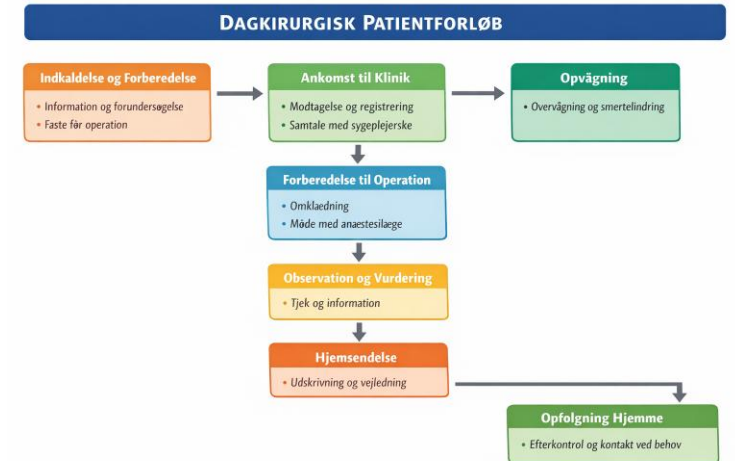 DAGKIRURGISK PATIENTFORLØB
Indkaldelse og Forberedelse
• Information og forundersøgelse
• Faste før operation
Ankomst til Klinik
• Modtagelse og registrering
• Samtale med sygeplejerske
Opvågning
• Overvågning og smertelindring
Forberedelse til Operation
• Omklaedning
• Møde med anaestesilæge
Observation og Vurdering
• Tjek og information
Hjemsendelse
• Udskrivning og vejledning
Opfolgning Hjemme
• Efterkontrol og kontakt ved behov